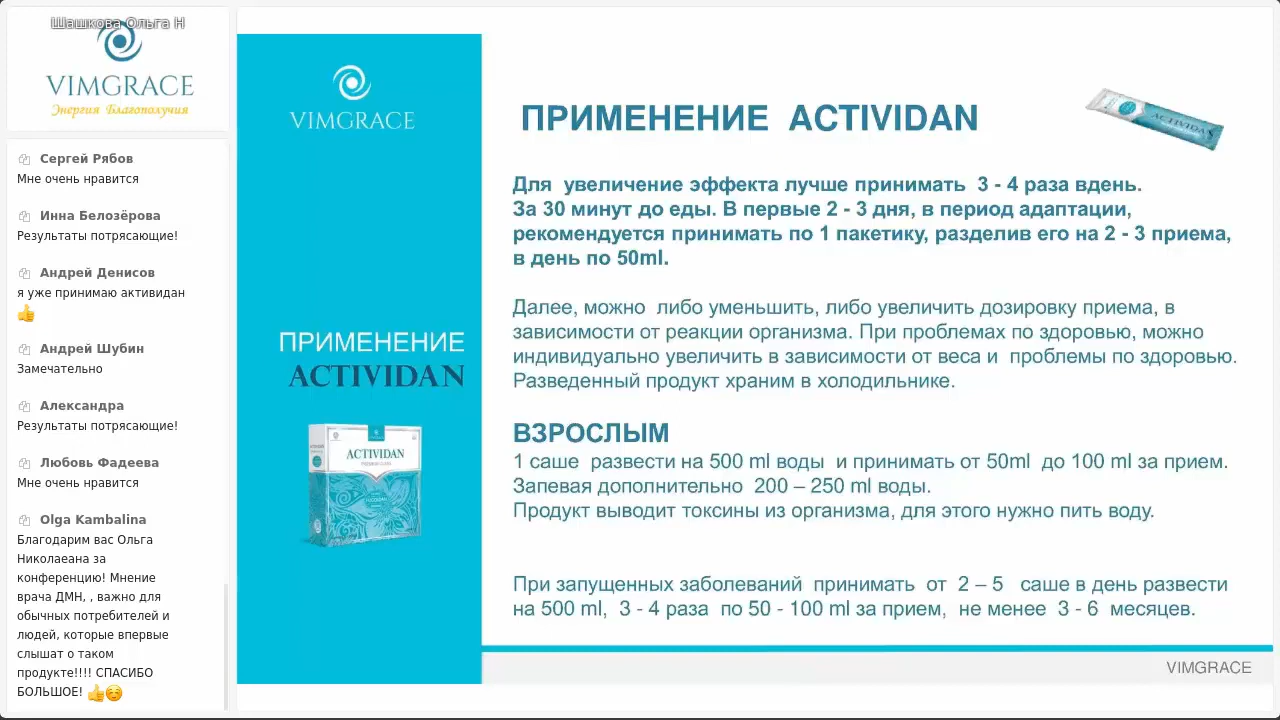 Шашкова Ольга Н
VIMGRACE
Энергия Благополучия
Сергей Рябов
Мне очень нравится
Инна Белозёрова
Результаты потрясающие!
Андрей Денисов
я уже принимаю активидан
Андрей Шубин
Замечательно
Александра
Результаты потрясающие!
Любовь Фадеева
Мне очень нравится
Olga Kambalina
Благодарим вас Ольга
Николаеана за
конференцию! Мнение
врача ДМН, , важно для
обычных потребителей и
людей, которые впервые
слышат о таком
продукте!!!! СПАСИБО
БОЛЬШОЕ!
VIMGRACE
ПРИМЕНЕНИЕ
ACTIVIDAN
ACTIVIDAN
ПРИМЕНЕНИЕ ACTIVIDAN
ACTIVIDAN
Для увеличение эффекта лучше принимать 3 - 4 раза вдень.
За 30 минут до еды. В первые 2 - 3 дня, в период адаптации,
рекомендуется принимать по 1 пакетику, разделив его на 2 - 3 приема,
в день по 50ml.
Далее, можно либо уменьшить, либо увеличить дозировку приема, в
зависимости от реакции организма. При проблемах по здоровью, можно
индивидуально увеличить в зависимости от веса и проблемы по здоровью.
Разведенный продукт храним в холодильнике.
ВЗРОСЛЫМ
1 саше развести на 500 ml воды и принимать от 50ml до 100 ml за прием.
Запевая дополнительно 200 – 250 ml воды.
Продукт выводит токсины из организма, для этого нужно пить воду.
При запущенных заболеваний принимать от 2 – 5 саше в день развести
на 500 ml, 3 - 4 раза по 50 - 100 ml за прием, не менее 3 - 6 месяцев.
VIMGRACE